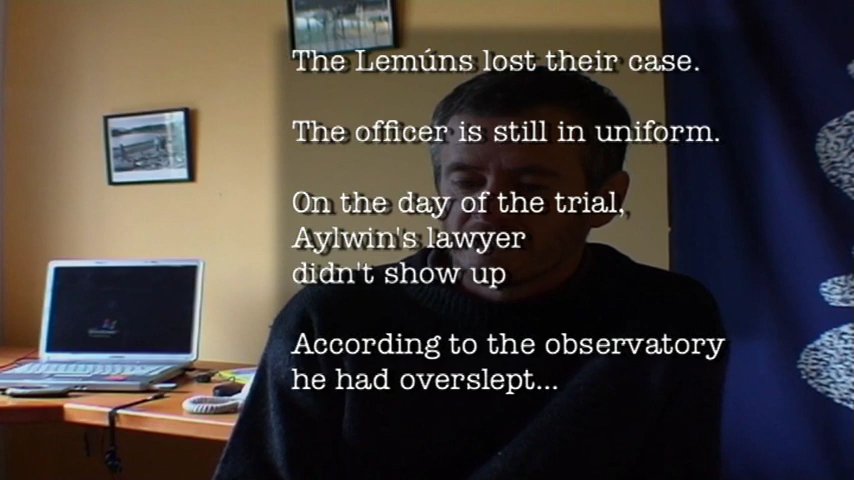 The Lemúns lost their case.
The officer is still in uniform.
On the day of the trial,
Aylwin's lawyer
didn't show up
According to the observatory
he had overslept...